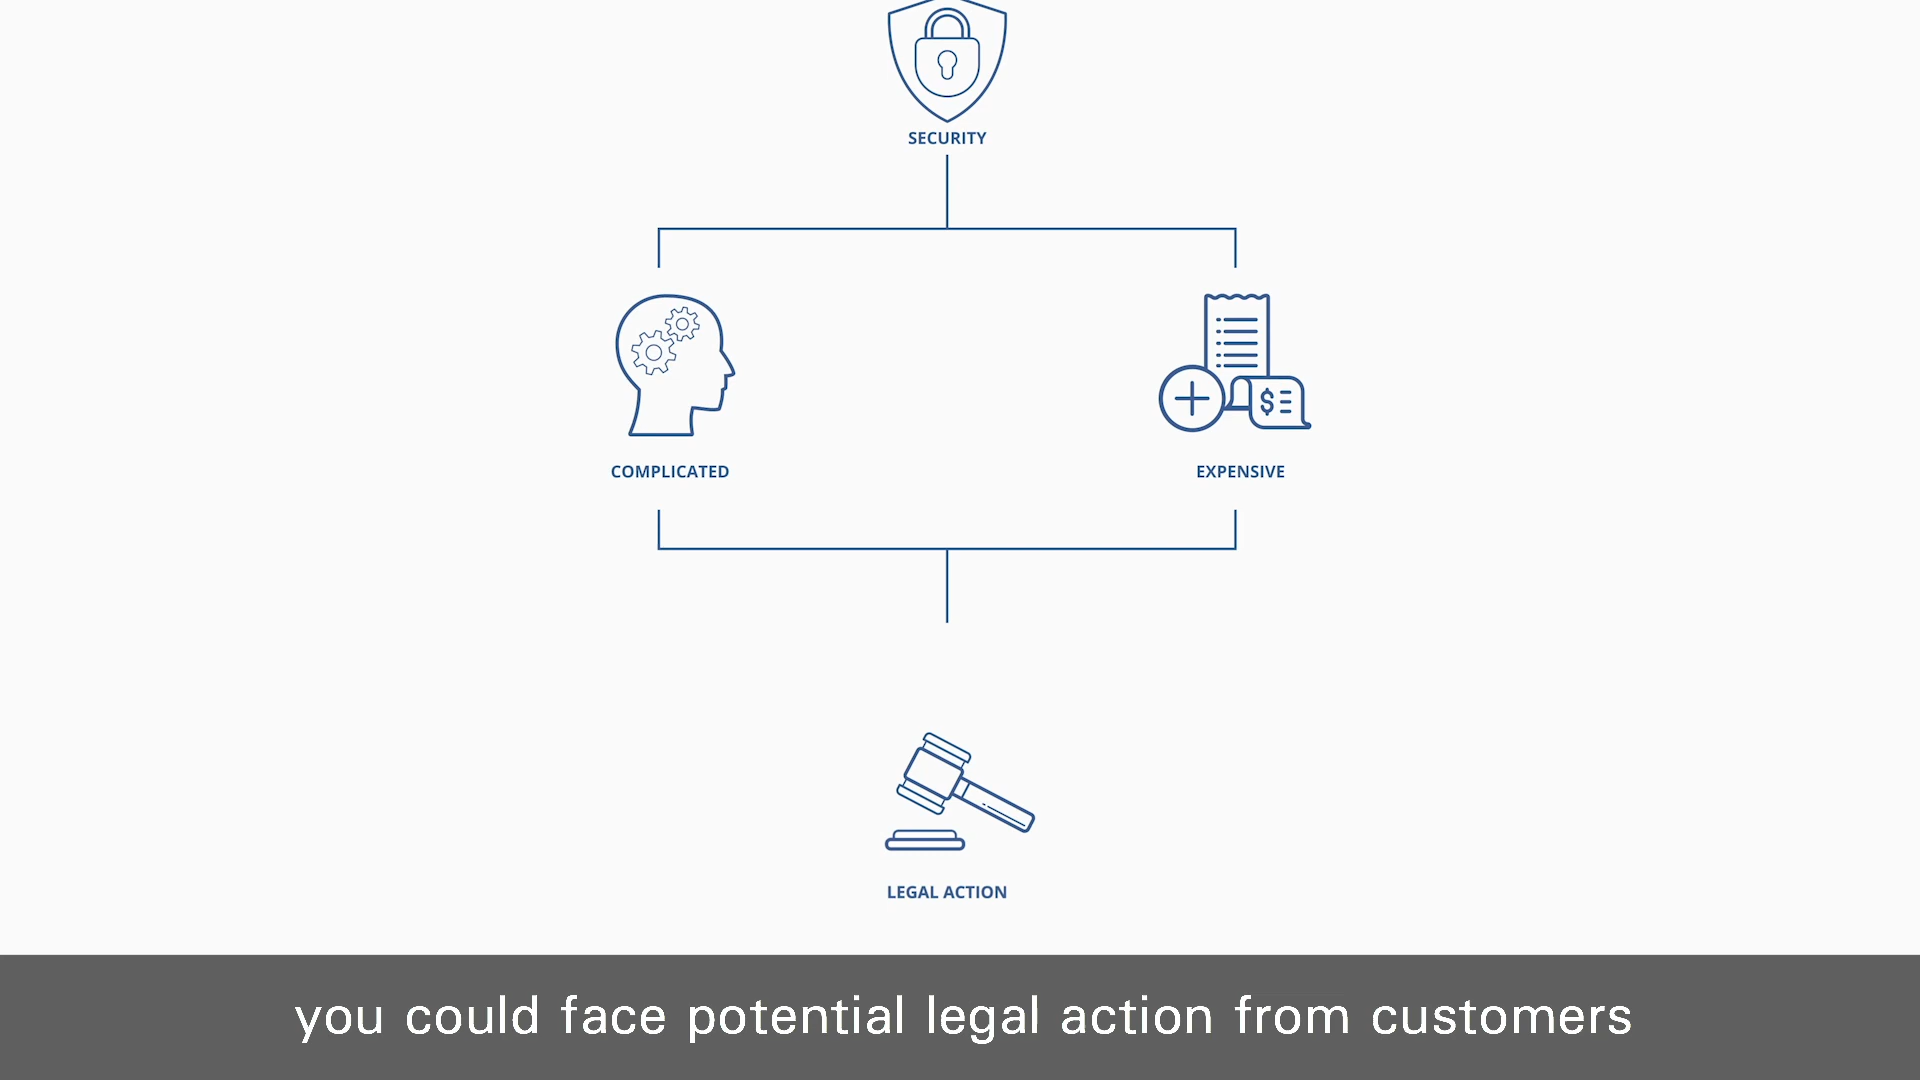 SECURITY
COMPLICATED
EXPENSIVE
$
LEGAL ACTION
you could face potential legal action from customers